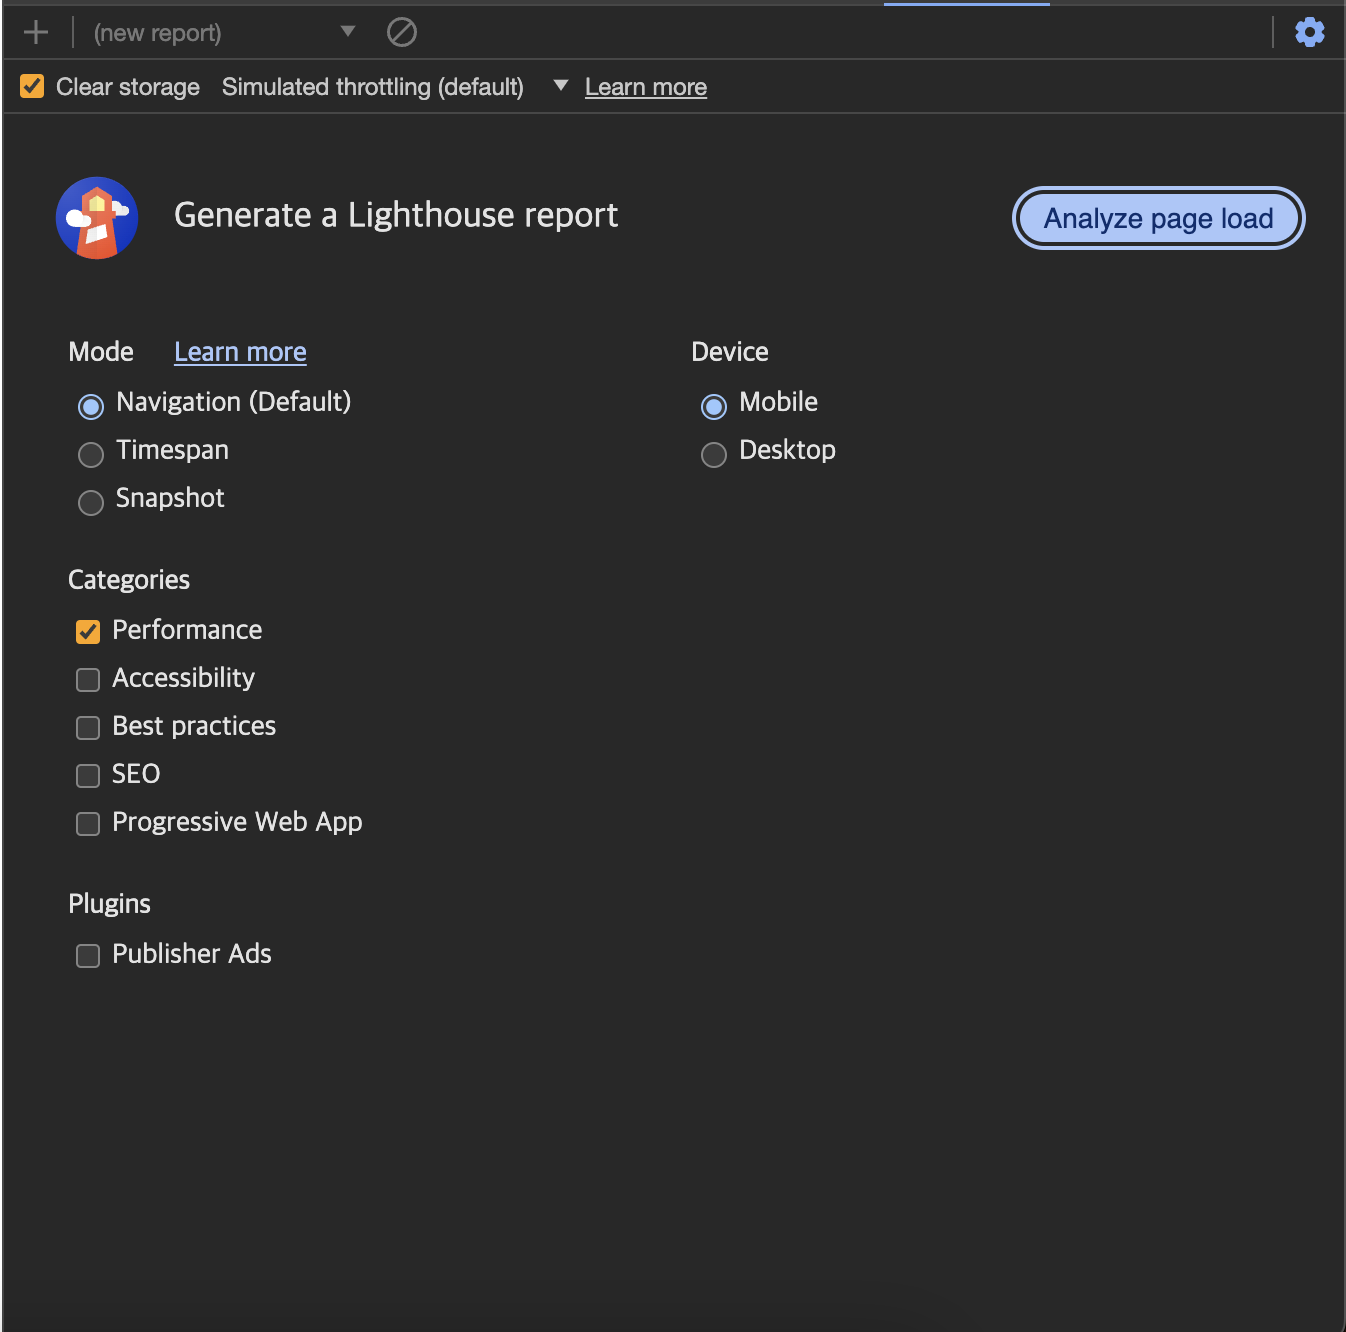 (new report)
Clear storage Simulated throttling (default) Learn more
Generate a Lighthouse report
Analyze page load
Mode Learn more
Navigation (Default)
Timespan
Snapshot
Device
Mobile
Desktop
Categories
Performance
Accessibility
Best practices
SEO
Progressive Web App
Plugins
Publisher Ads